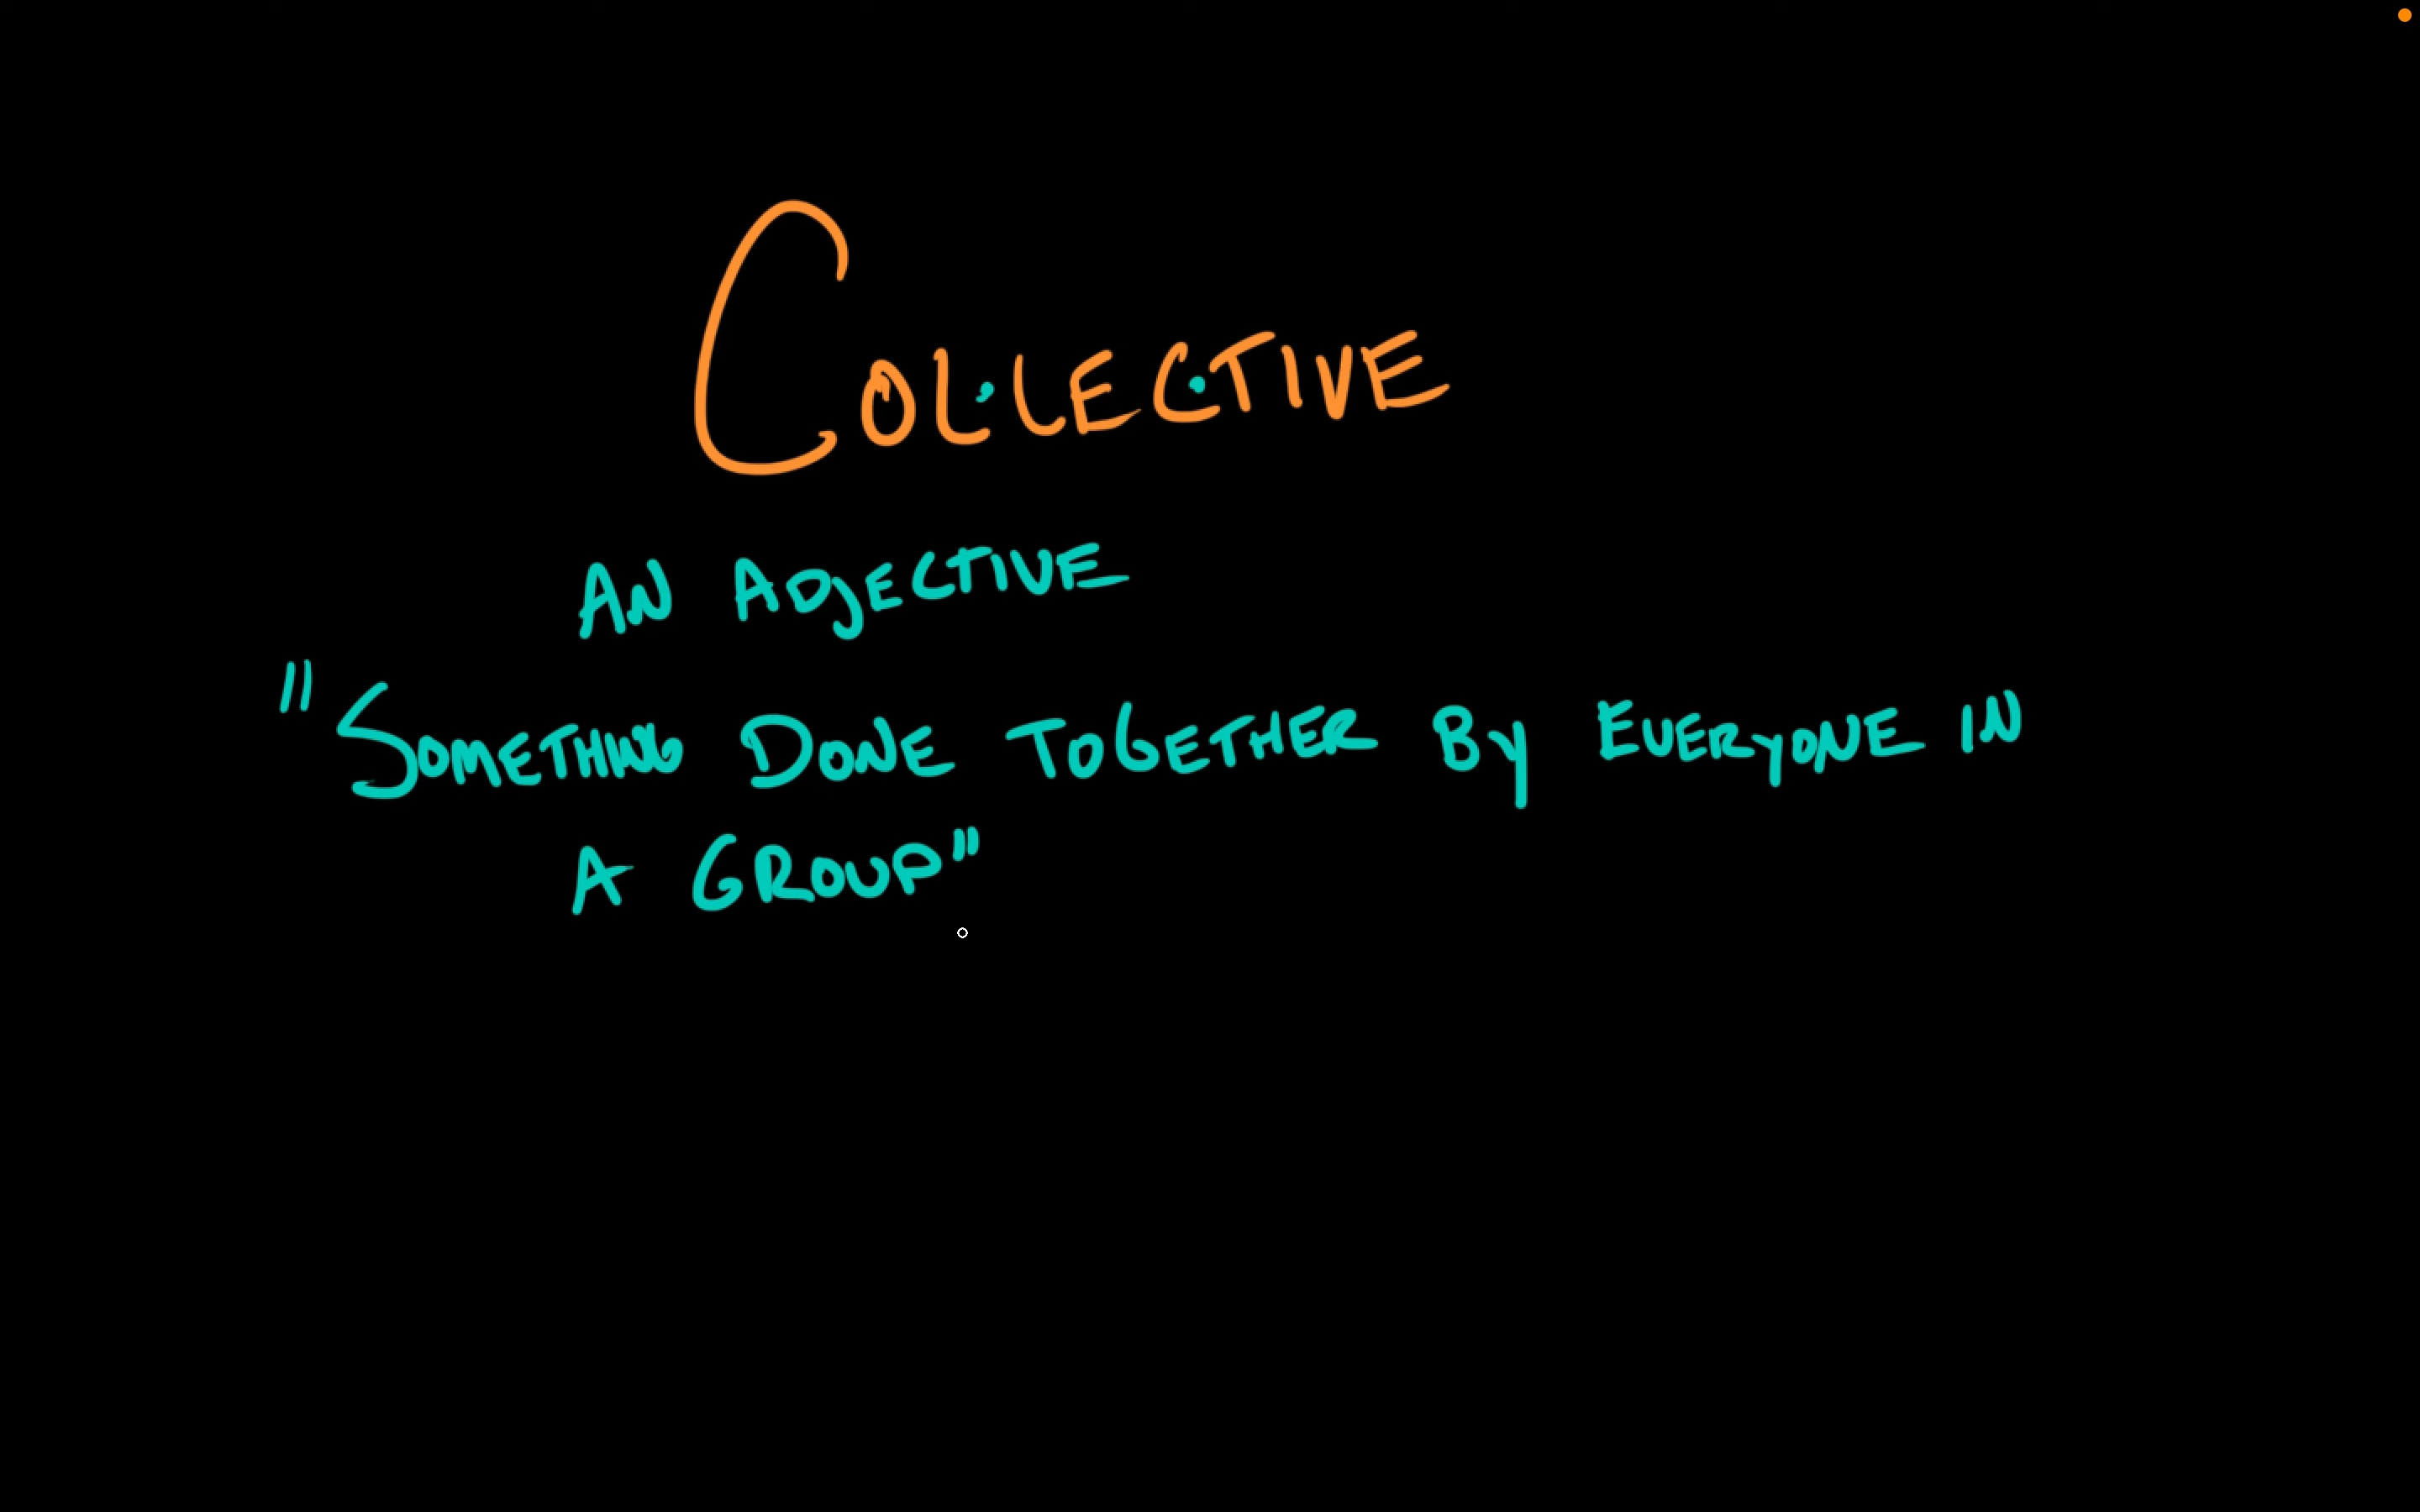 COL·LEC·TIVE
AN ADJECTIVE
"SOMETHING DONE TOGETHER BY EVERYONE IN
A GROUP"